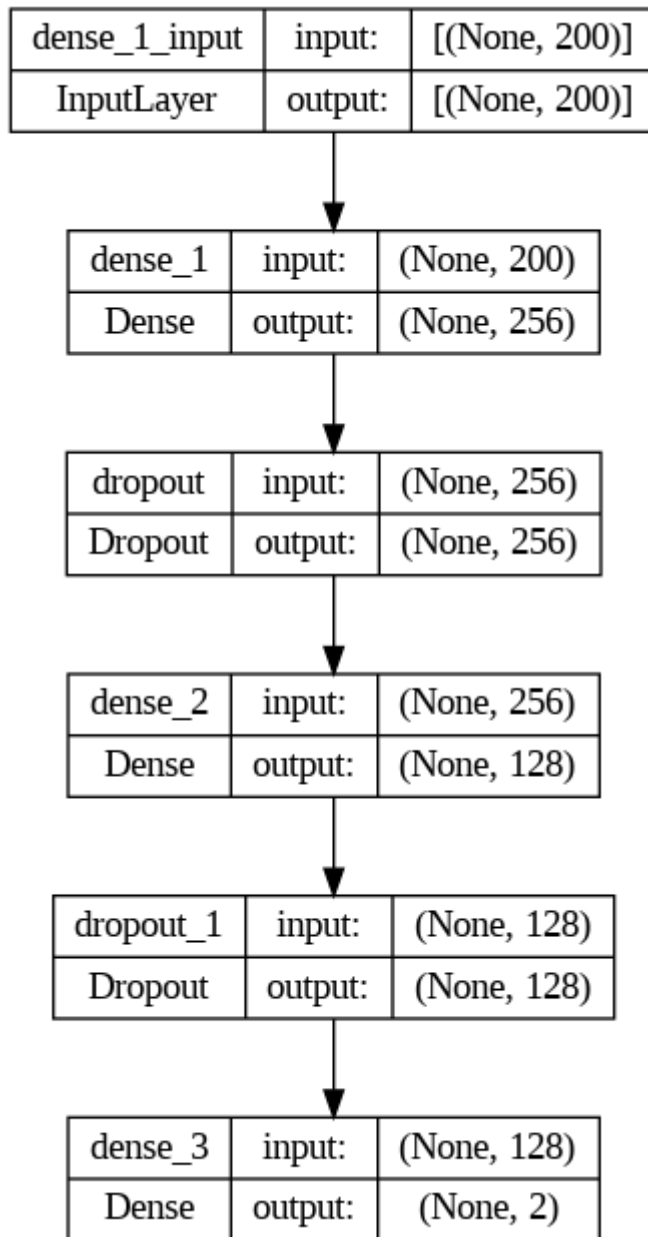 dense_1_input input: [(None, 200)]
InputLayer output: [(None, 200)]
dense_1 input: (None, 200)
Dense output: (None, 256)
dropout input: (None, 256)
Dropout output: (None, 256)
dense_2 input: (None, 256)
Dense output: (None, 128)
dropout_1 input: (None, 128)
Dropout output: (None, 128)
dense_3 input: (None, 128)
Dense output: (None, 2)